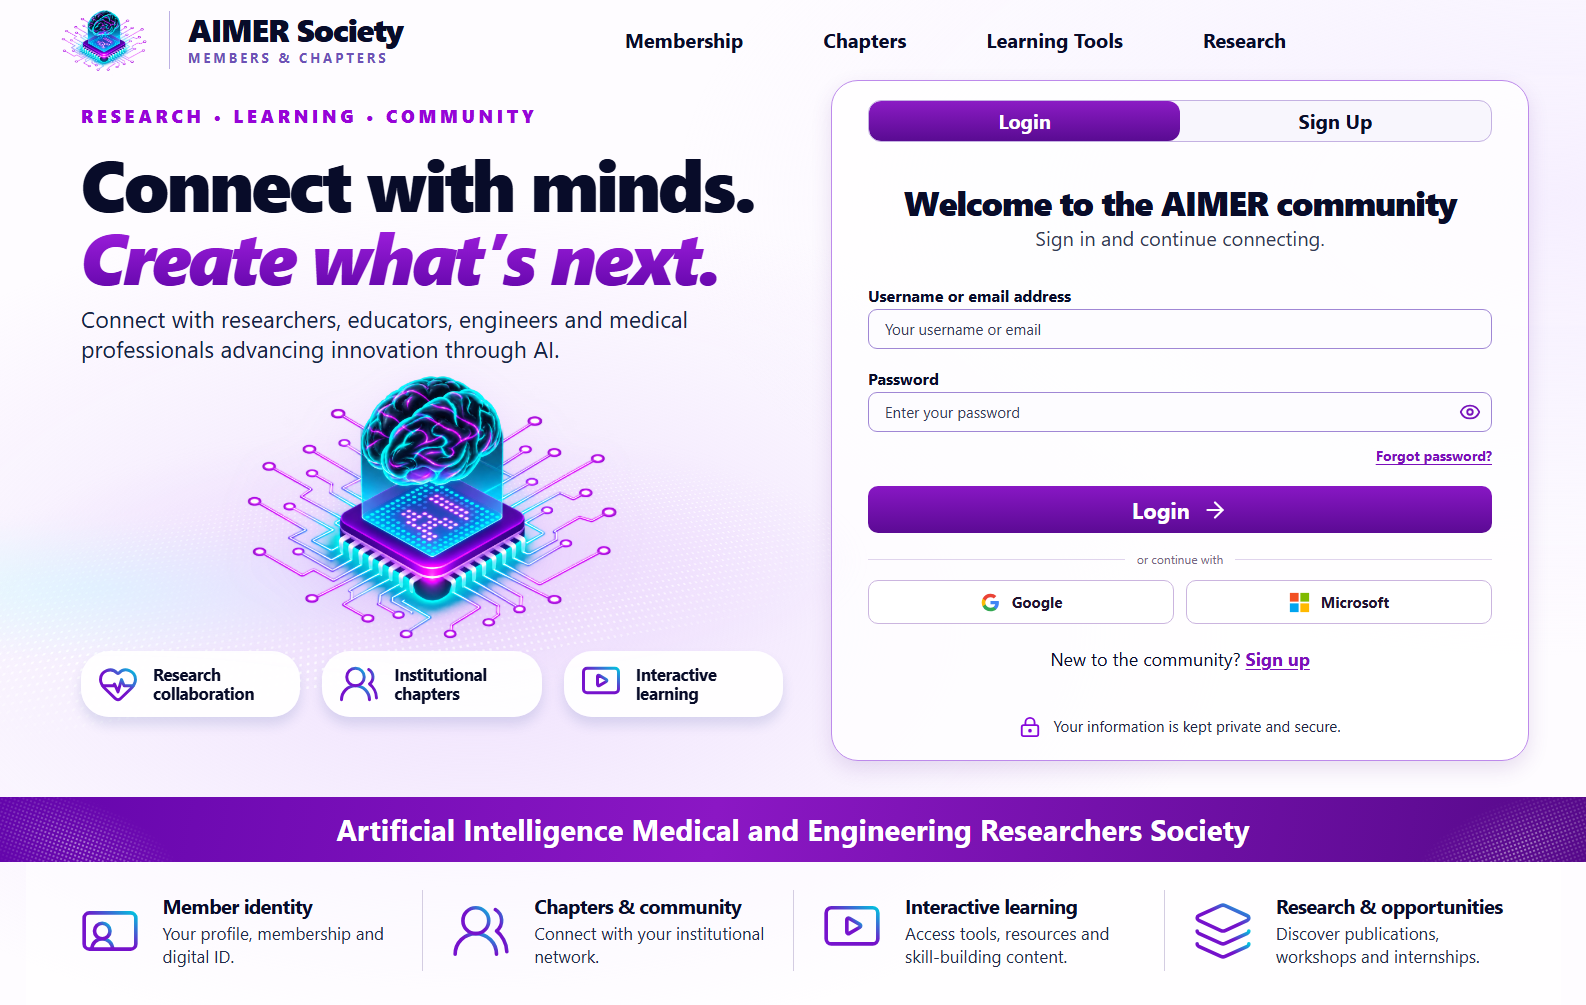 AIMER Society
MEMBERS & CHAPTERS
Membership
Chapters
Learning Tools
Research
RESEARCH • LEARNING • COMMUNITY
Connect with minds.
Create what's next.
Connect with researchers, educators, engineers and medical
professionals advancing innovation through AI.
Research
collaboration
Institutional
chapters
Interactive
learning
Login
Sign Up
Welcome to the AIMER community
Sign in and continue connecting.
Username or email address
Your username or email
Password
Enter your password
Forgot password?
Login
or continue with
Google
Microsoft
New to the community? Sign up
Your information is kept private and secure.
Artificial Intelligence Medical and Engineering Researchers Society
Member identity
Your profile, membership and
digital ID.
Chapters & community
Connect with your institutional
network.
Interactive learning
Access tools, resources and
skill-building content.
Research & opportunities
Discover publications,
workshops and internships.